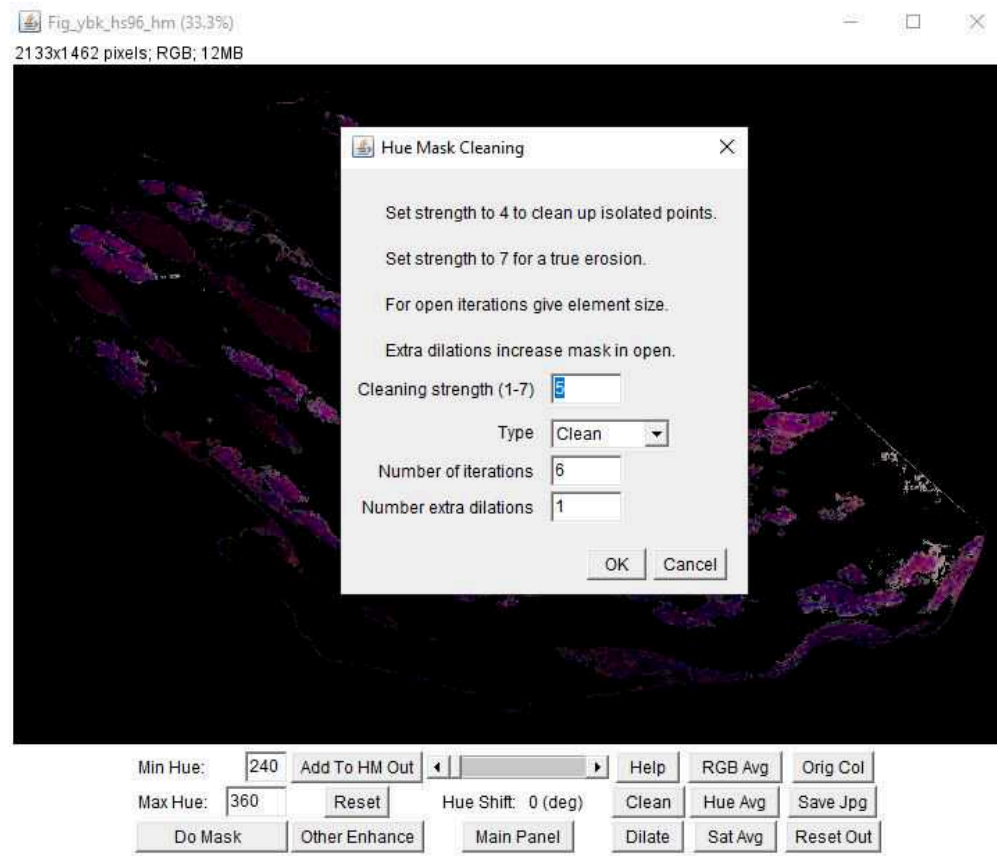 Fig_ybk_hs96_hm (33.3%)
2133x1462 pixels; RGB; 12MB
Hue Mask Cleaning
Set strength to 4 to clean up isolated points.
Set strength to 7 for a true erosion.
For open iterations give element size.
Extra dilations increase mask in open.
Cleaning strength (1-7) 5
Type Clean
Number of iterations 6
Number extra dilations 1
OK Cancel
Min Hue: 240 Add To HM Out Help RGB Avg Orig Col
Max Hue: 360 Reset Hue Shift: 0 (deg) Clean Hue Avg Save Jpg
Do Mask Other Enhance Main Panel Dilate Sat Avg Reset Out